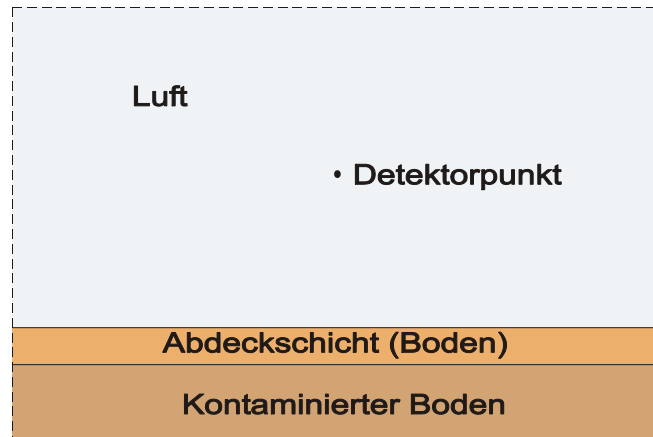 Luft
Detektorpunkt
Abdeckschicht (Boden)
Kontaminierter Boden